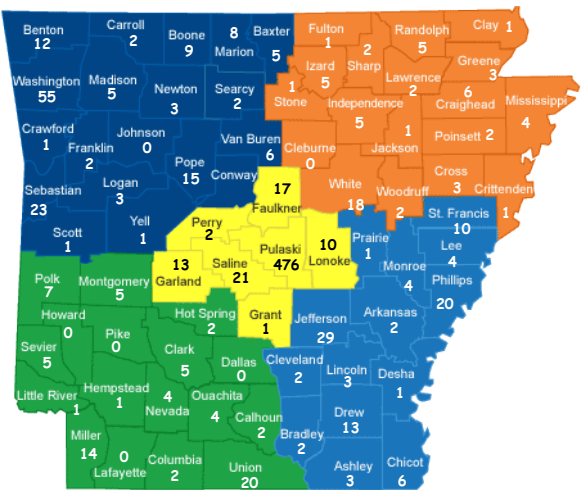 Benton
12
Carroll
2
Boone
9
8
Marion
Baxter
5
Fulton
1
2
Sharp
Randolph
5
Clay 1
Greene
3
Washington
55
Madison
5
Newton
3
Searcy
2
1
Stone
Izard
5
Lawrence
2
6
Craighead
Mississippi
4
Independence
5
1
Jackson
Poinsett 2
Crawford
1
Franklin
2
Johnson
0
Pope
15
Van Buren
6
Cleburne
0
Conway
Sebastian
23
Logan
3
Cross
3
Crittenden
1
White
18
Woodruff
2
St. Francis
10
17
Faulkner
Scott
1
Yell
1
Perry
2
Pulaski
476
10
Lonoke
Prairie
1
Lee
4
Monroe
4
Phillips
20
13
Garland
Saline
21
Polk
7
Montgomery
5
Hot Spring
2
Grant
1
Jefferson
29
Arkansas
2
Howard
0
Pike
0
Sevier
5
Clark
5
Dallas
0
Cleveland
2
Lincoln
3
Desha
1
Little River
1
Hempstead
1
4
Nevada
Ouachita
4
Calhoun
2
Drew
13
Bradley
2
Miller
14
0
Lafayette
Columbia
2
Union
20
Ashley
3
Chicot
6